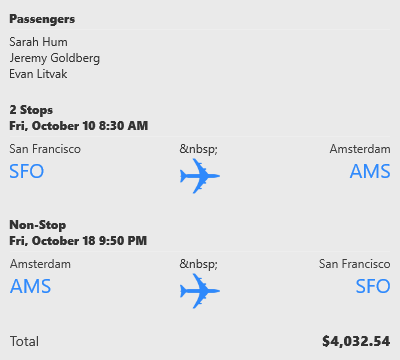 Passengers
Sarah Hum
Jeremy Goldberg
Evan Litvak
2 Stops
Fri, October 10 8:30 AM
San Francisco &nbsp; Amsterdam
SFO AMS
Non-Stop
Fri, October 18 9:50 PM
Amsterdam &nbsp; San Francisco
AMS SFO
Total $4,032.54